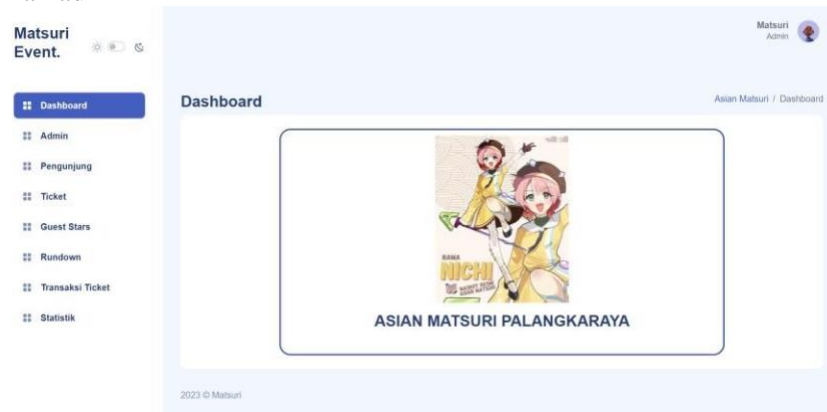 Matsuri
Event.
Matsuri
Admin
Dashboard
Admin
Pengunjung
Ticket
Guest Stars
Rundown
Transaksi Ticket
Statistik
Dashboard
Asian Matsuri / Dashboard
NAMA
NICHI
ASIAN MATSURI PALANGKARAYA
2023 © Matsuri